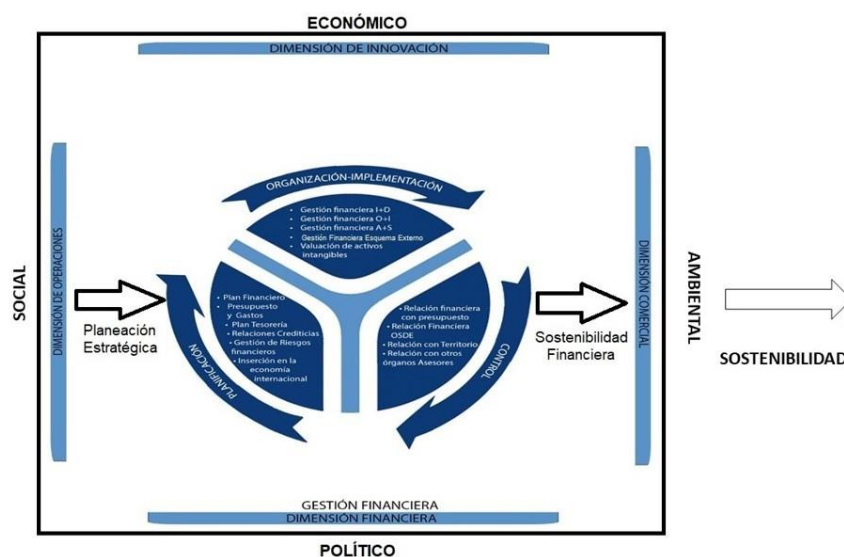 ECONÓMICO
DIMENSIÓN DE INNOVACIÓN
SOCIAL
DIMENSIÓN DE OPERACIONES
Planeación
Estratégica
ORGANIZACIÓN-IMPLEMENTACIÓN
• Gestión financiera I+D
• Gestión financiera O+I
• Gestión financiera A+S
• Gestión Financiera Esquema Externo
• Valuación de activos
intangibles
PLANIFICACIÓN
• Plan Financiero
• Presupuesto
y Gastos
• Plan Tesorería
• Relaciones Crediticias
• Gestión de Riesgos
financieros
• Inserción en la
economía
internacional
• Relación financiera
con presupuesto
• Relación Financiera
OSDE
• Relación con Territorio
• Relación con otros
órganos Asesores
CONTROL
Sostenibilidad
Financiera
DIMENSIÓN COMERCIAL
AMBIENTAL
SOSTENIBILIDAD
GESTIÓN FINANCIERA
DIMENSIÓN FINANCIERA
POLÍTICO